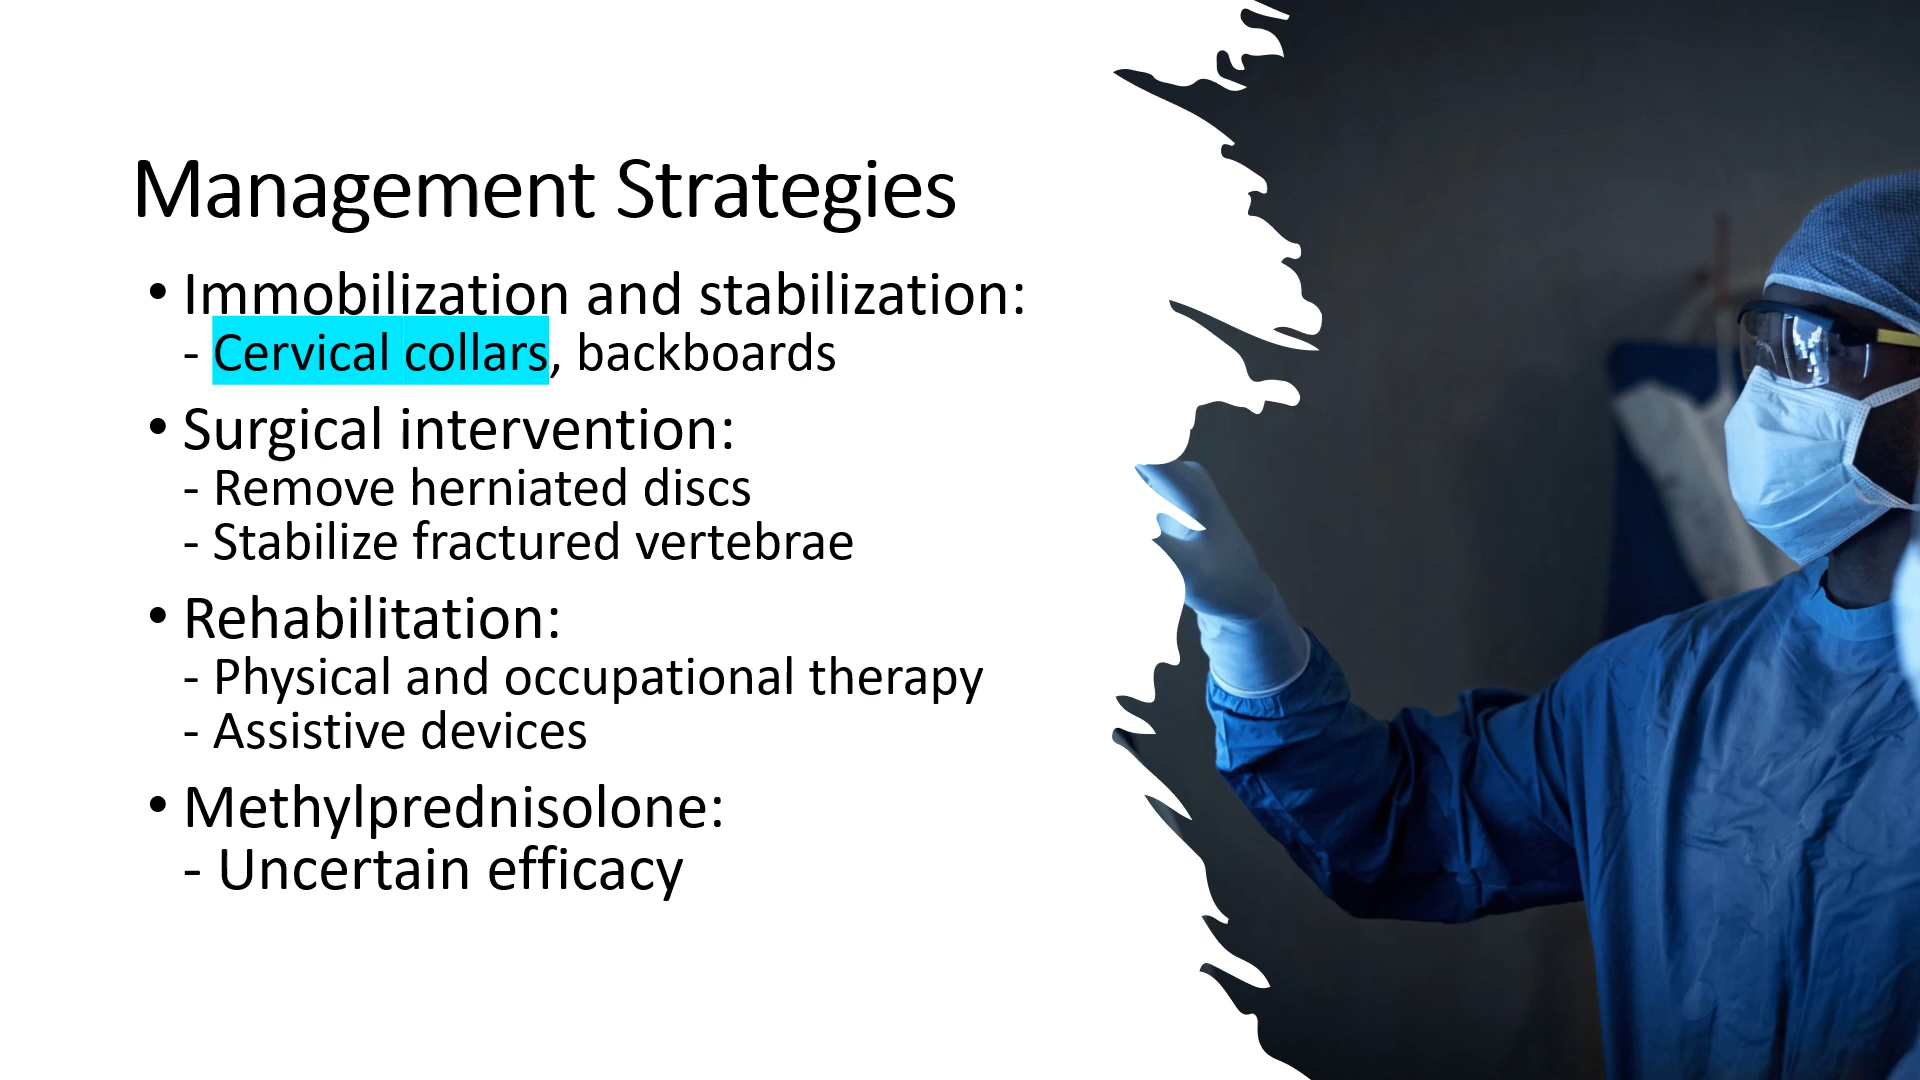 Management Strategies
• Immobilization and stabilization:
- Cervical collars, backboards
• Surgical intervention:
- Remove herniated discs
- Stabilize fractured vertebrae
• Rehabilitation:
- Physical and occupational therapy
- Assistive devices
• Methylprednisolone:
- Uncertain efficacy